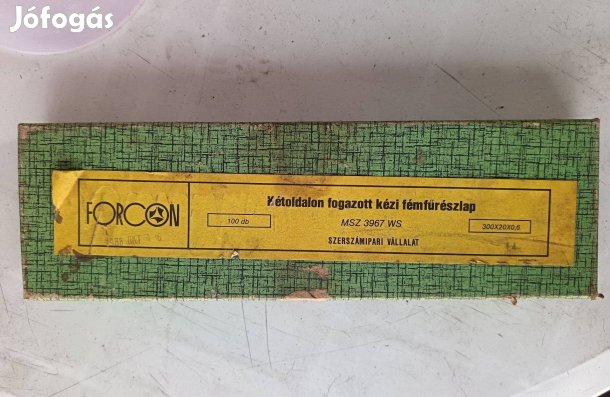 Jófogás
FORCON
Kétoldalon fogazott kézi fémfűrészlap
100 db
MSZ 3967 WS
300X20X0,6
SZERSZÁMIPARI VÁLLALAT